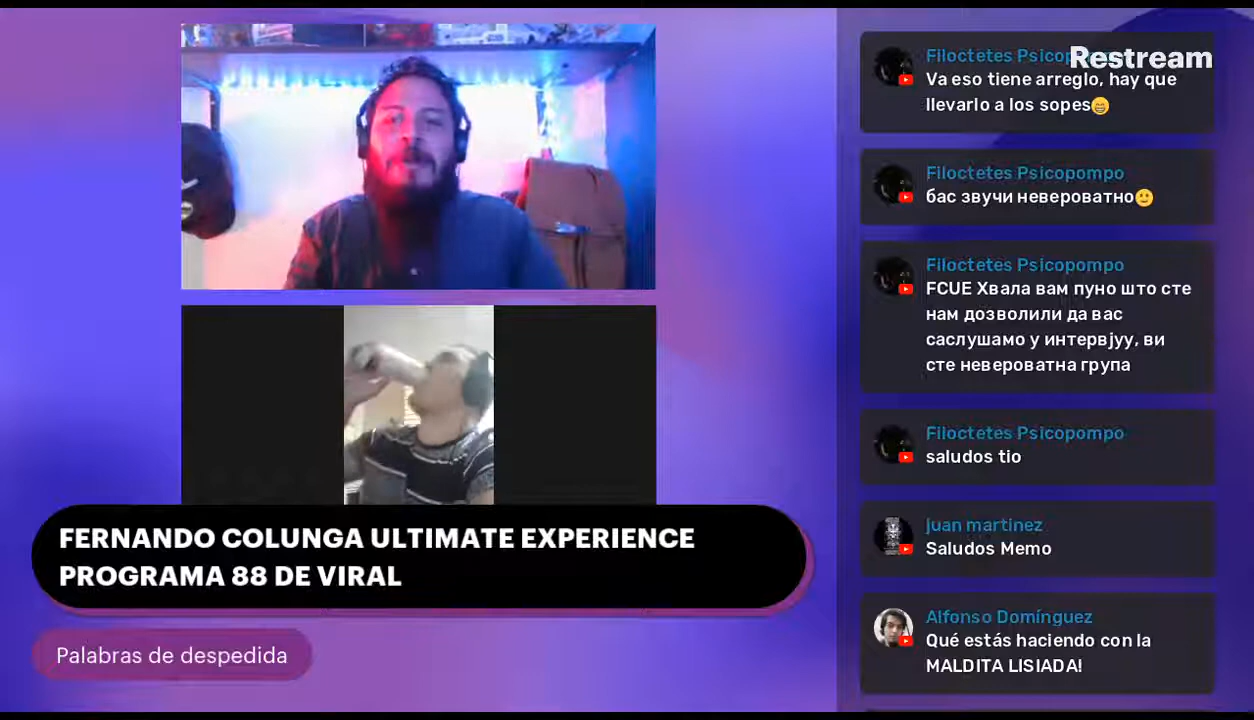 Restream
Filoctetes Psicopompo
Va eso tiene arreglo, hay que
llevarlo a los sopes😁
Filoctetes Psicopompo
бас звучи невероватно🙂
Filoctetes Psicopompo
FCUE Хвала вам пуно што сте
нам дозволили да вас
саслушамо у интервјуу, ви
сте невероватна група
Filoctetes Psicopompo
saludos tio
juan martinez
Saludos Memo
Alfonso Domínguez
Qué estás haciendo con la
MALDITA LISIADA!
FERNANDO COLUNGA ULTIMATE EXPERIENCE
PROGRAMA 88 DE VIRAL
Palabras de despedida